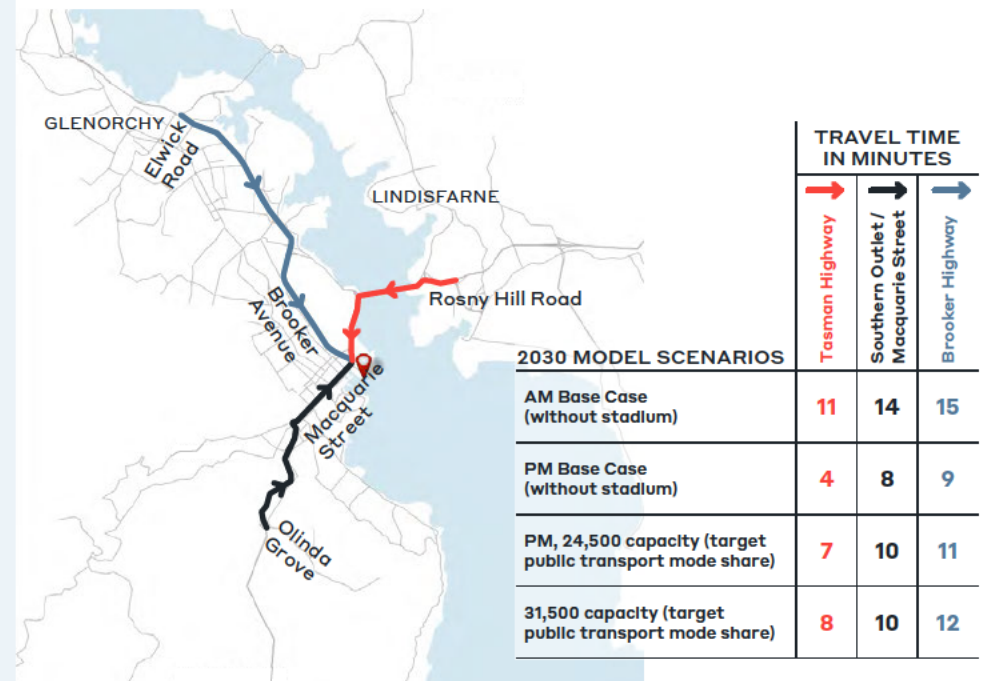 GLENORCHY
Elwick
Road
LINDISFARNE
Rosny Hill Road
Brooker
Avenue
Macquarie
Street
Olinda
Grove
TRAVEL TIME
IN MINUTES
2030 MODEL SCENARIOS
Tasman Highway
Southern Outlet /
Macquarie Street
Brooker Highway
AM Base Case
(without stadium)
11
14
15
PM Base Case
(without stadium)
4
8
9
PM, 24,500 capacity (target
public transport mode share)
7
10
11
31,500 capacity (target
public transport mode share)
8
10
12